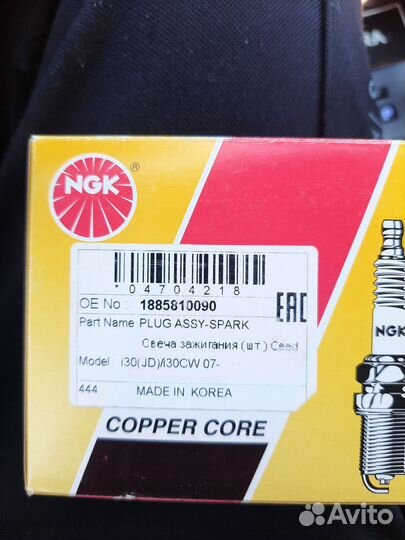 RA
NGK
®
*04704218
OE No : 1885810090
EAC
Part Name PLUG ASSY-SPARK
Свеча зажигания (шт.) Ceed
Model : i30(JD)/i30CW 07-
444 MADE IN KOREA
NGK
COPPER CORE
Avito